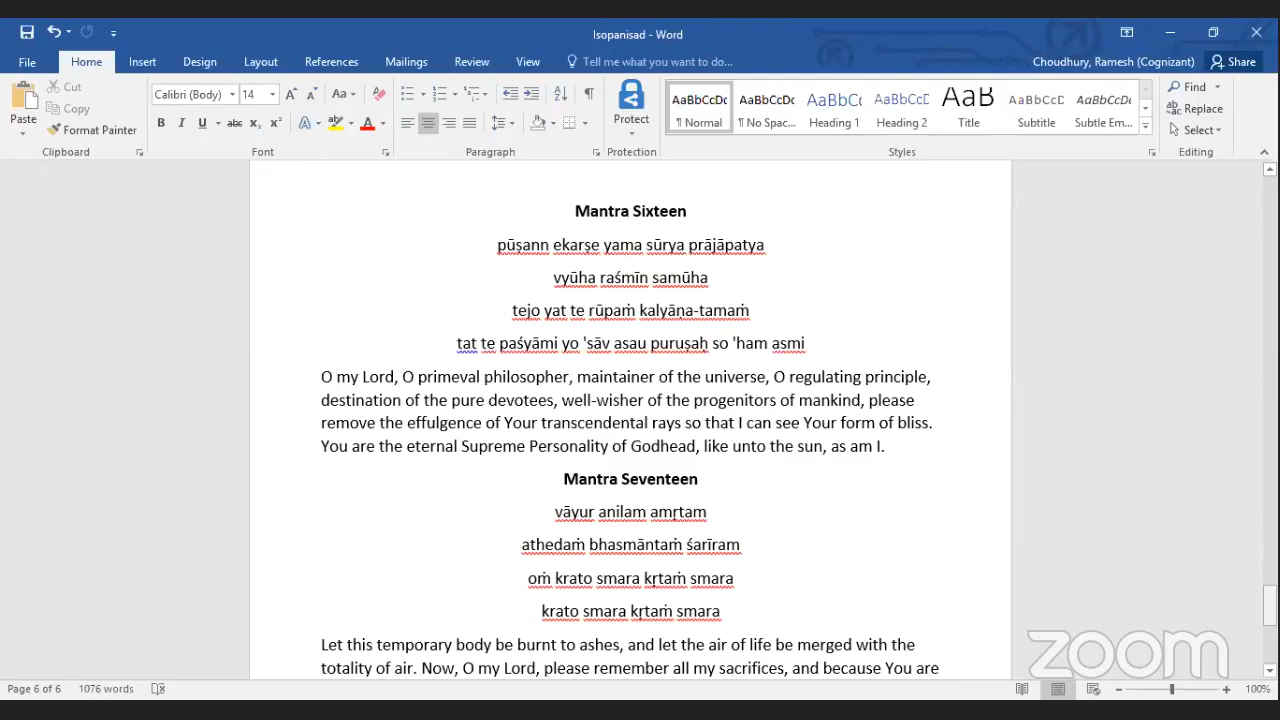 Isopanisad - Word
File Home Insert Design Layout References Mailings Review View Tell me what you want to do... Choudhury, Ramesh (Cognizant) Share
Paste Cut Copy Format Painter
Calibri (Body) 14
Protect
AaBbCcDc AaBbCcDc AaBbCc AaBbCcD AaB AaBbCcD AaBbCcDc
¶ Normal ¶ No Spac... Heading 1 Heading 2 Title Subtitle Subtle Em...
Find Replace Select
Clipboard Font Paragraph Protection Styles Editing
Mantra Sixteen
pūṣann ekarṣe yama sūrya prājāpatya
vyūha raśmīn samūha
tejo yat te rūpaṁ kalyāṇa-tamaṁ
tat te paśyāmi yo 'sāv asau puruṣaḥ so 'ham asmi
O my Lord, O primeval philosopher, maintainer of the universe, O regulating principle,
destination of the pure devotees, well-wisher of the progenitors of mankind, please
remove the effulgence of Your transcendental rays so that I can see Your form of bliss.
You are the eternal Supreme Personality of Godhead, like unto the sun, as am I.
Mantra Seventeen
vāyur anilam amṛtam
athedaṁ bhasmāntaṁ śarīram
oṁ krato smara kṛtaṁ smara
krato smara kṛtaṁ smara
Let this temporary body be burnt to ashes, and let the air of life be merged with the
totality of air. Now, O my Lord, please remember all my sacrifices, and because You are
zoom
Page 6 of 6 1076 words 100%